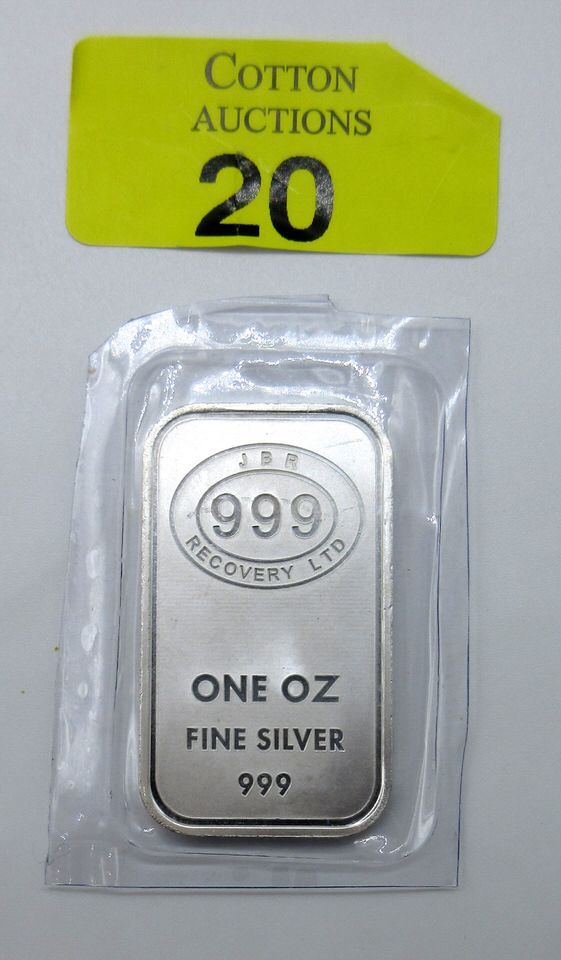 COTTON
AUCTIONS
20
JBR
999
RECOVERY LTD
ONE OZ
FINE SILVER
999